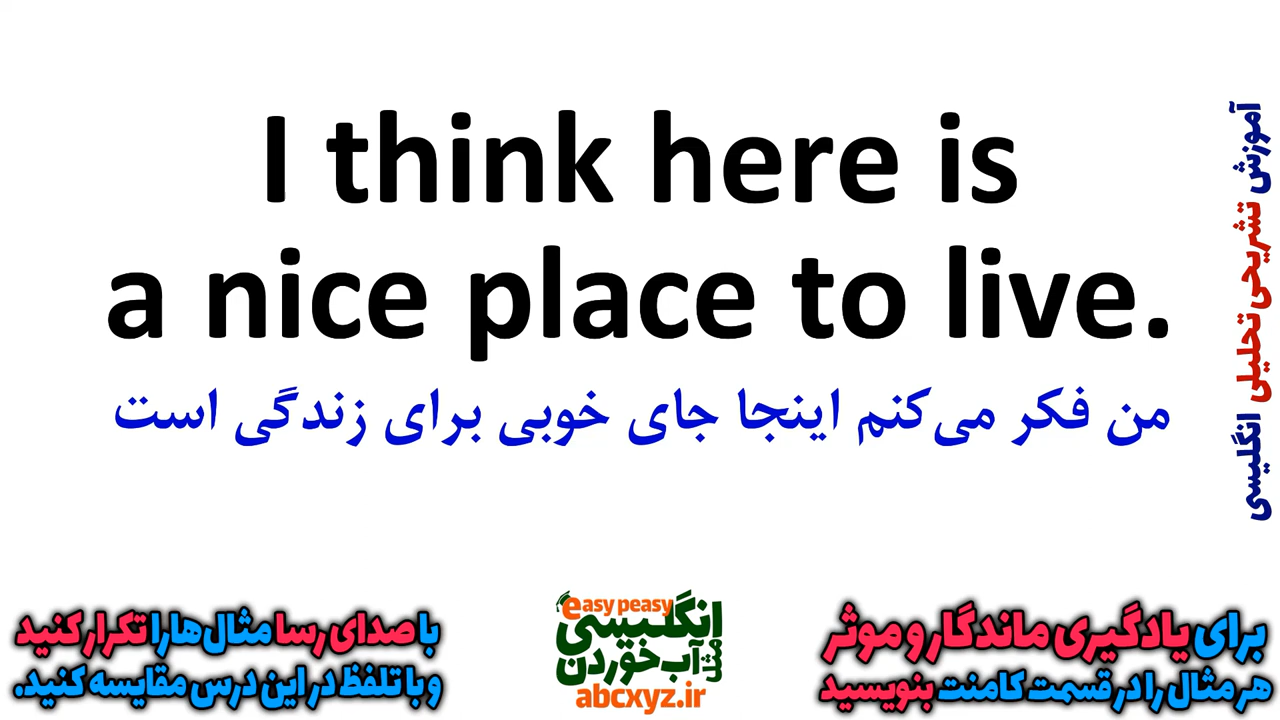 I think here is
a nice place to live.
من فکر می‌کنم اینجا جای خوبی برای زندگی است
آموزش تشریحی تحلیلی انگلیسی
برای یادگیری ماندگار و موثر
هر مثال را در قسمت کامنت بنویسید
easy peasy
انگلیسی
مثل آب خوردن
abcxyz.ir
با صدای رسا مثال‌ها را تکرار کنید
و با تلفظ در این درس مقایسه کنید.